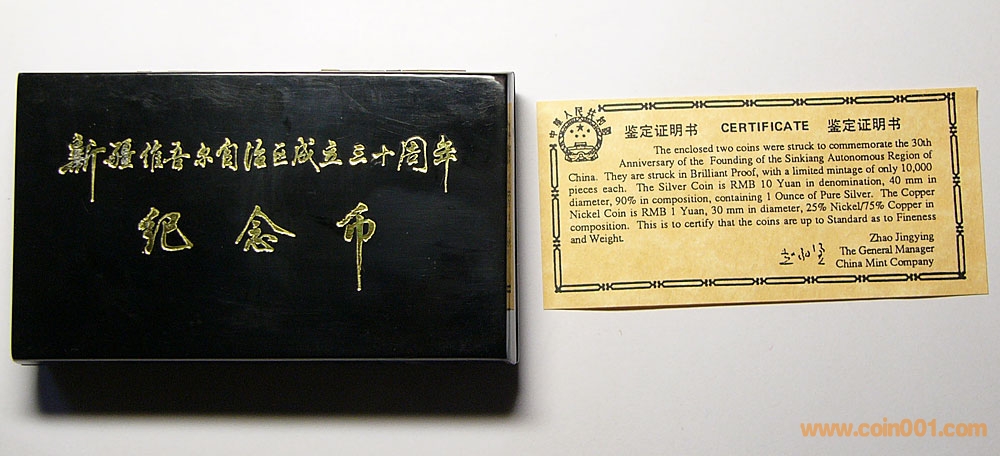 新疆维吾尔自治区成立三十周年
纪念币
中华人民共和国
鉴定证明书 CERTIFICATE 鉴定证明书
The enclosed two coins were struck to commemorate the 30th
Anniversary of the Founding of the Sinkiang Autonomous Region of
China. They are struck in Brilliant Proof, with a limited mintage of only 10,000
pieces each. The Silver Coin is RMB 10 Yuan in denomination, 40 mm in
diameter, 90% in composition, containing 1 Ounce of Pure Silver. The Copper
Nickel Coin is RMB 1 Yuan, 30 mm in diameter, 25% Nickel/75% Copper in
composition. This is to certify that the coins are up to Standard as to Fineness
and Weight.
Zhao Jingying
The General Manager
China Mint Company
www.coin001.com